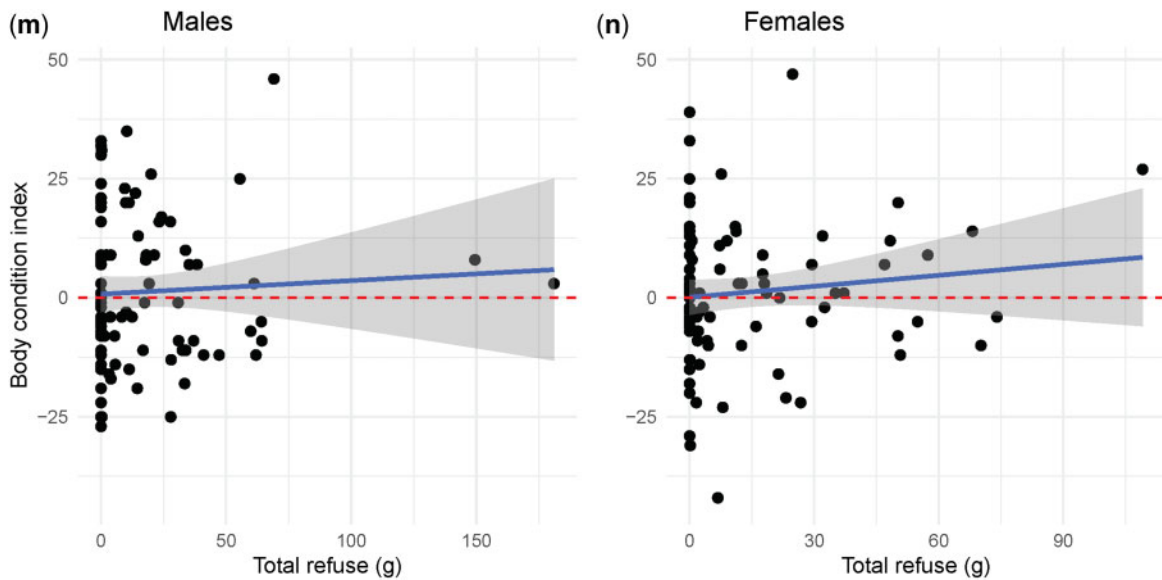 (m) Males
(n) Females
Body condition index
50
25
0
−25
0 50 100 150
Total refuse (g)
50
25
0
−25
0 30 60 90
Total refuse (g)